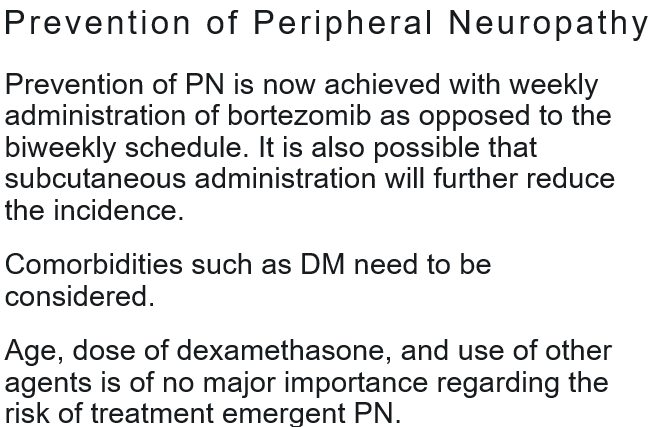 Prevention of Peripheral Neuropathy
Prevention of PN is now achieved with weekly
administration of bortezomib as opposed to the
biweekly schedule. It is also possible that
subcutaneous administration will further reduce
the incidence.
Comorbidities such as DM need to be
considered.
Age, dose of dexamethasone, and use of other
agents is of no major importance regarding the
risk of treatment emergent PN.